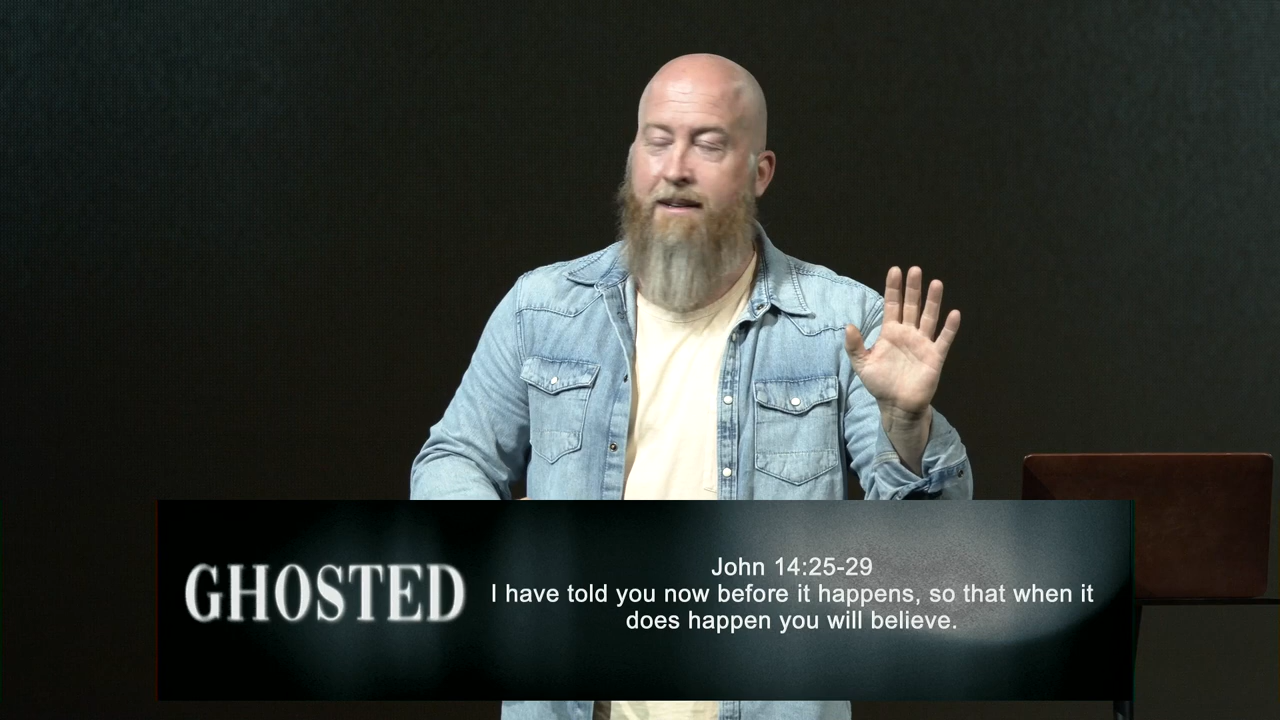 GHOSTED
John 14:25-29
I have told you now before it happens, so that when it
does happen you will believe.